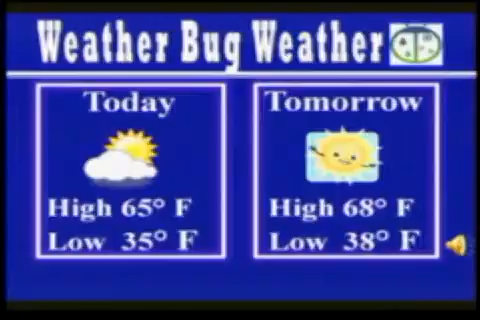 Weather Bug Weather
Today
High 65° F
Low 35° F
Tomorrow
High 68° F
Low 38° F